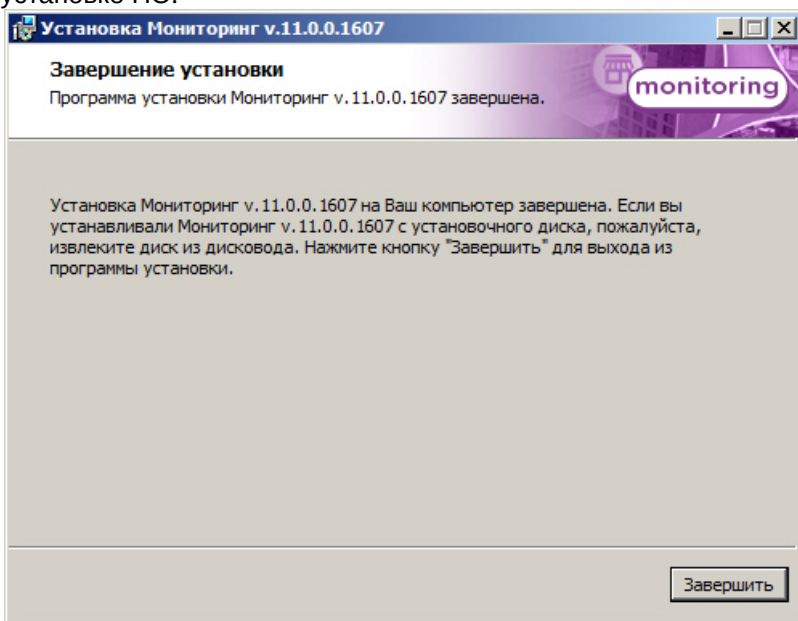 установке ПО.
Установка Мониторинг v.11.0.0.1607
Завершение установки
Программа установки Мониторинг v.11.0.0.1607 завершена.
monitoring
Установка Мониторинг v.11.0.0.1607 на Ваш компьютер завершена. Если вы
устанавливали Мониторинг v.11.0.0.1607 с установочного диска, пожалуйста,
извлеките диск из дисковода. Нажмите кнопку "Завершить" для выхода из
программы установки.
Завершить